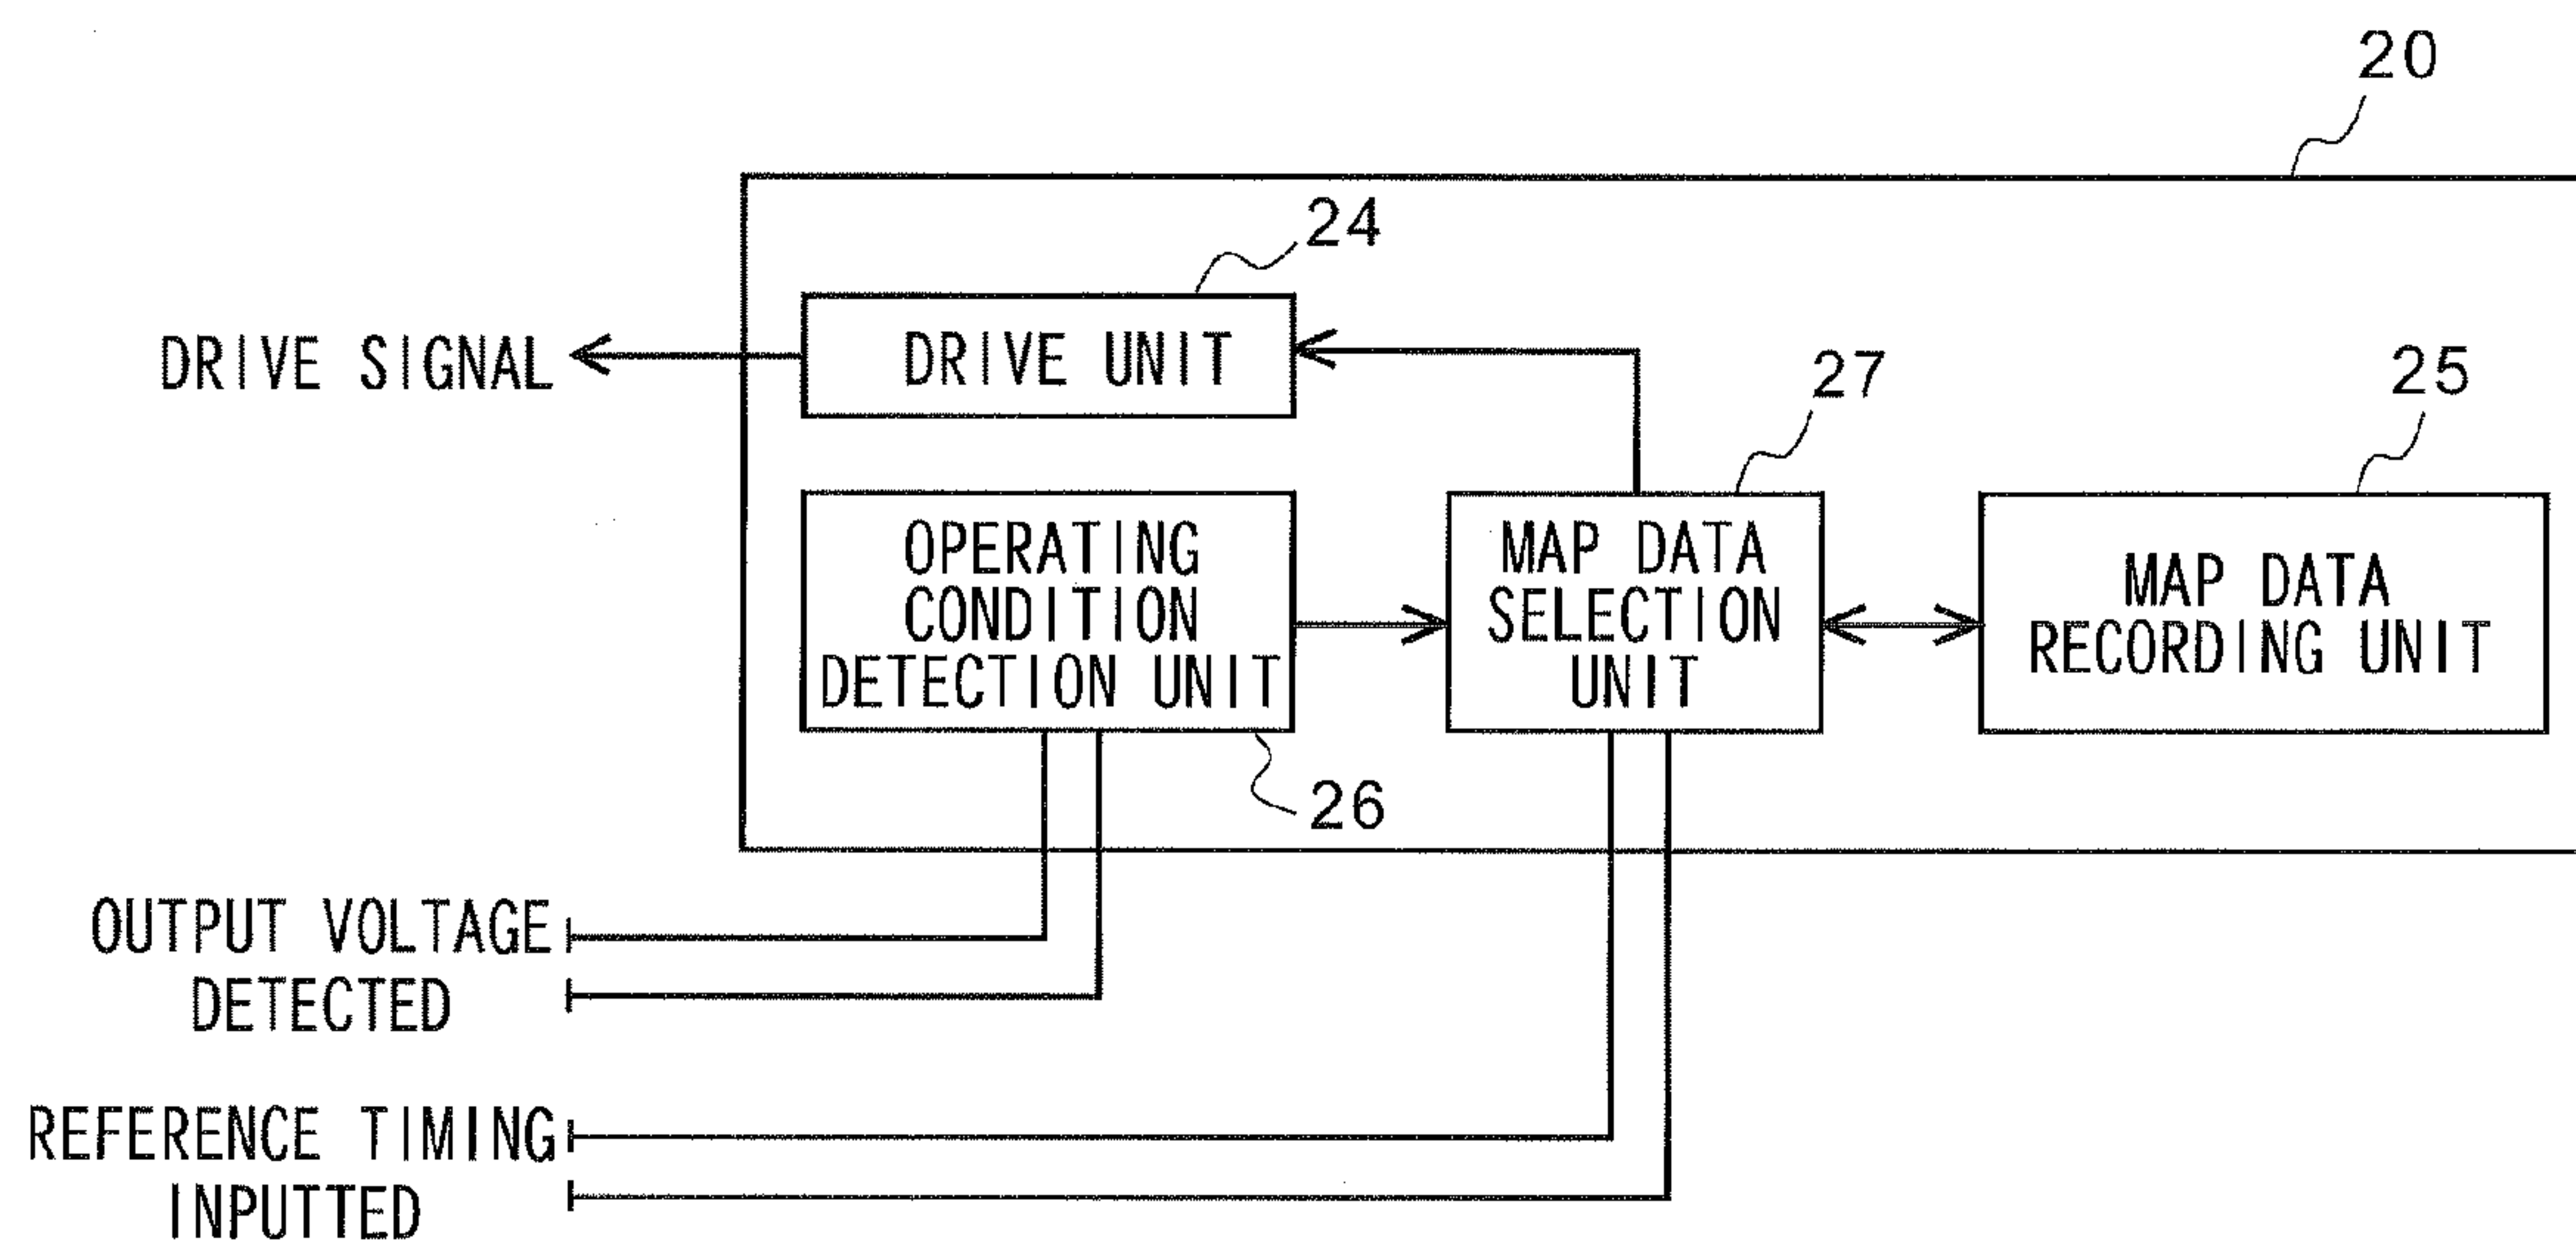 20
24
DRIVE SIGNAL
DRIVE UNIT
27
25
OPERATING
CONDITION
DETECTION UNIT
MAP DATA
SELECTION
UNIT
MAP DATA
RECORDING UNIT
26
OUTPUT VOLTAGE
DETECTED
REFERENCE TIMING
INPUTTED